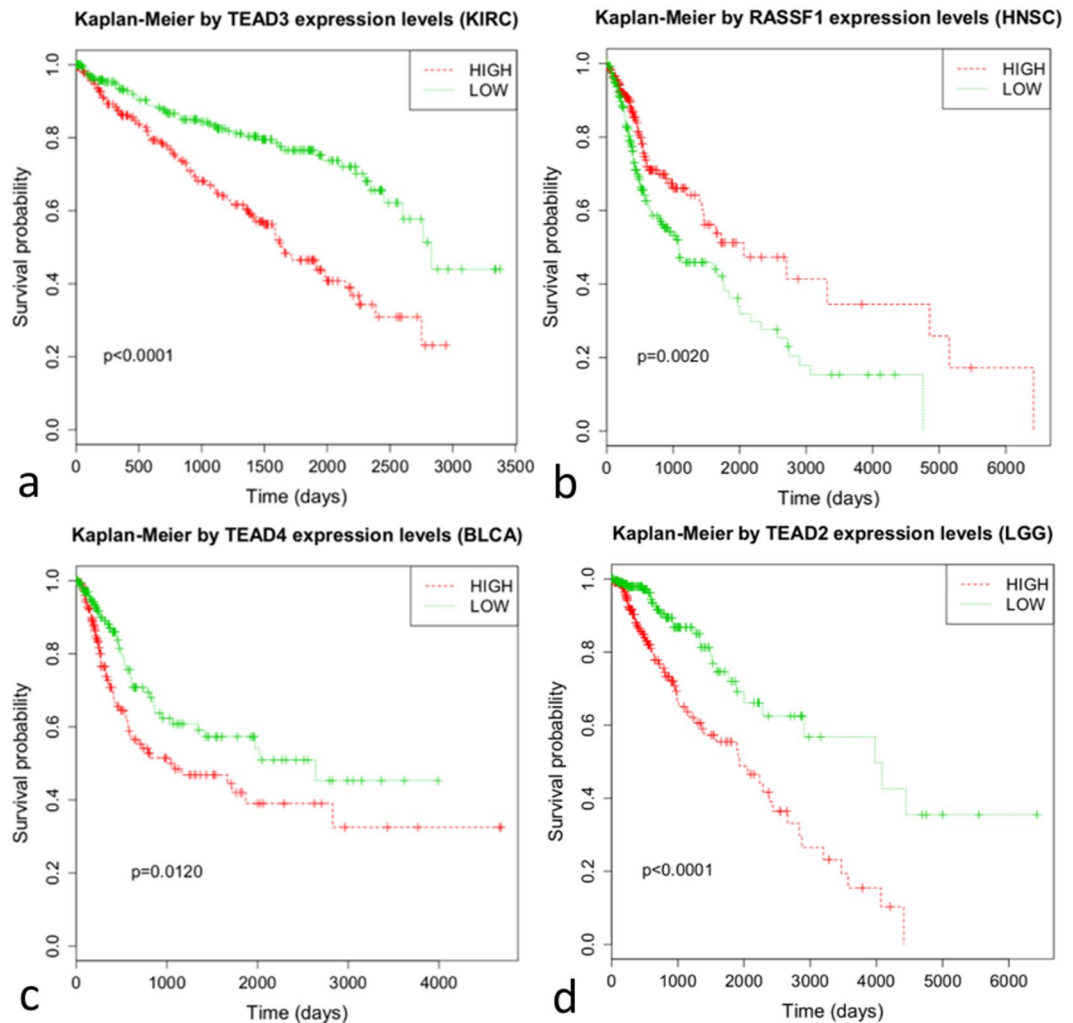 Kaplan-Meier by TEAD3 expression levels (KIRC)
HIGH
LOW
Survival probability
1.0
0.8
0.6
0.4
0.2
0.0
p<0.0001
0 500 1000 1500 2000 2500 3000 3500
Time (days)
a
Kaplan-Meier by RASSF1 expression levels (HNSC)
HIGH
LOW
Survival probability
1.0
0.8
0.6
0.4
0.2
0.0
p=0.0020
0 1000 2000 3000 4000 5000 6000
Time (days)
b
Kaplan-Meier by TEAD4 expression levels (BLCA)
HIGH
LOW
Survival probability
1.0
0.8
0.6
0.4
0.2
0.0
p=0.0120
0 1000 2000 3000 4000
Time (days)
c
Kaplan-Meier by TEAD2 expression levels (LGG)
HIGH
LOW
Survival probability
1.0
0.8
0.6
0.4
0.2
0.0
p<0.0001
0 1000 2000 3000 4000 5000 6000
Time (days)
d